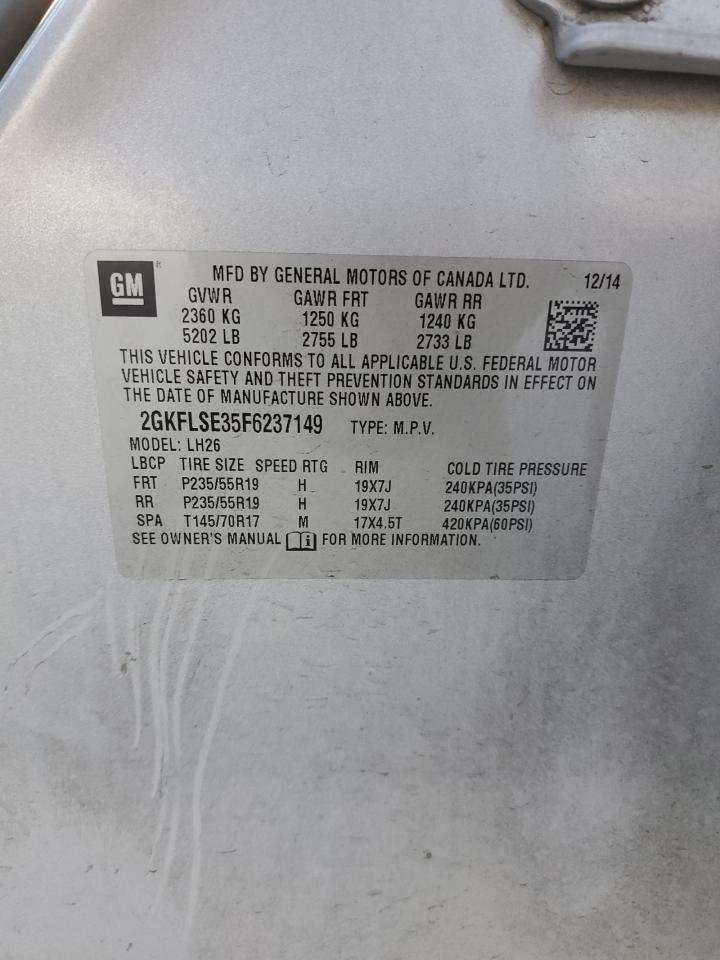 GM ® MFD BY GENERAL MOTORS OF CANADA LTD. 12/14
GVWR GAWR FRT GAWR RR
2360 KG 1250 KG 1240 KG
5202 LB 2755 LB 2733 LB
THIS VEHICLE CONFORMS TO ALL APPLICABLE U.S. FEDERAL MOTOR
VEHICLE SAFETY AND THEFT PREVENTION STANDARDS IN EFFECT ON
THE DATE OF MANUFACTURE SHOWN ABOVE.
2GKFLSE35F6237149 TYPE: M.P.V.
MODEL: LH26
LBCP TIRE SIZE SPEED RTG RIM COLD TIRE PRESSURE
FRT P235/55R19 H 19X7J 240KPA(35PSI)
RR P235/55R19 H 19X7J 240KPA(35PSI)
SPA T145/70R17 M 17X4.5T 420KPA(60PSI)
SEE OWNER'S MANUAL i FOR MORE INFORMATION.